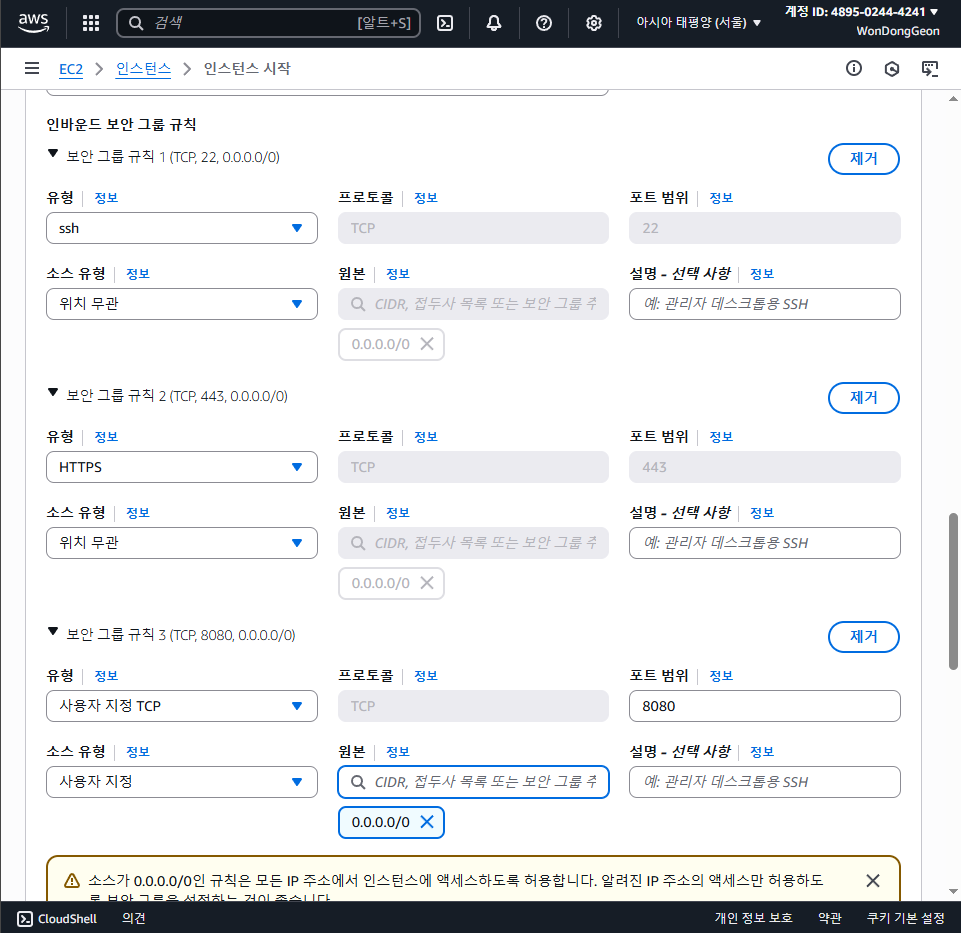 aws
검색 [알트+S]
아시아 태평양 (서울) ▼
계정 ID: 4895-0244-4241 ▼
WonDongGeon
EC2 > 인스턴스 > 인스턴스 시작
인바운드 보안 그룹 규칙
▼ 보안 그룹 규칙 1 (TCP, 22, 0.0.0.0/0) 제거
유형 정보 프로토콜 정보 포트 범위 정보
ssh TCP 22
소스 유형 정보 원본 정보 설명 - 선택 사항 정보
위치 무관 CIDR, 접두사 목록 또는 보안 그룹 추 예: 관리자 데스크톱용 SSH
0.0.0.0/0
▼ 보안 그룹 규칙 2 (TCP, 443, 0.0.0.0/0) 제거
유형 정보 프로토콜 정보 포트 범위 정보
HTTPS TCP 443
소스 유형 정보 원본 정보 설명 - 선택 사항 정보
위치 무관 CIDR, 접두사 목록 또는 보안 그룹 추 예: 관리자 데스크톱용 SSH
0.0.0.0/0
▼ 보안 그룹 규칙 3 (TCP, 8080, 0.0.0.0/0) 제거
유형 정보 프로토콜 정보 포트 범위 정보
사용자 지정 TCP TCP 8080
소스 유형 정보 원본 정보 설명 - 선택 사항 정보
사용자 지정 CIDR, 접두사 목록 또는 보안 그룹 추 예: 관리자 데스크톱용 SSH
0.0.0.0/0
소스가 0.0.0.0/0인 규칙은 모든 IP 주소에서 인스턴스에 액세스하도록 허용합니다. 알려진 IP 주소의 액세스만 허용하도
록 보안 그룹을 설정하는 것이 좋습니다.
CloudShell 의견 개인 정보 보호 약관 쿠키 기본 설정